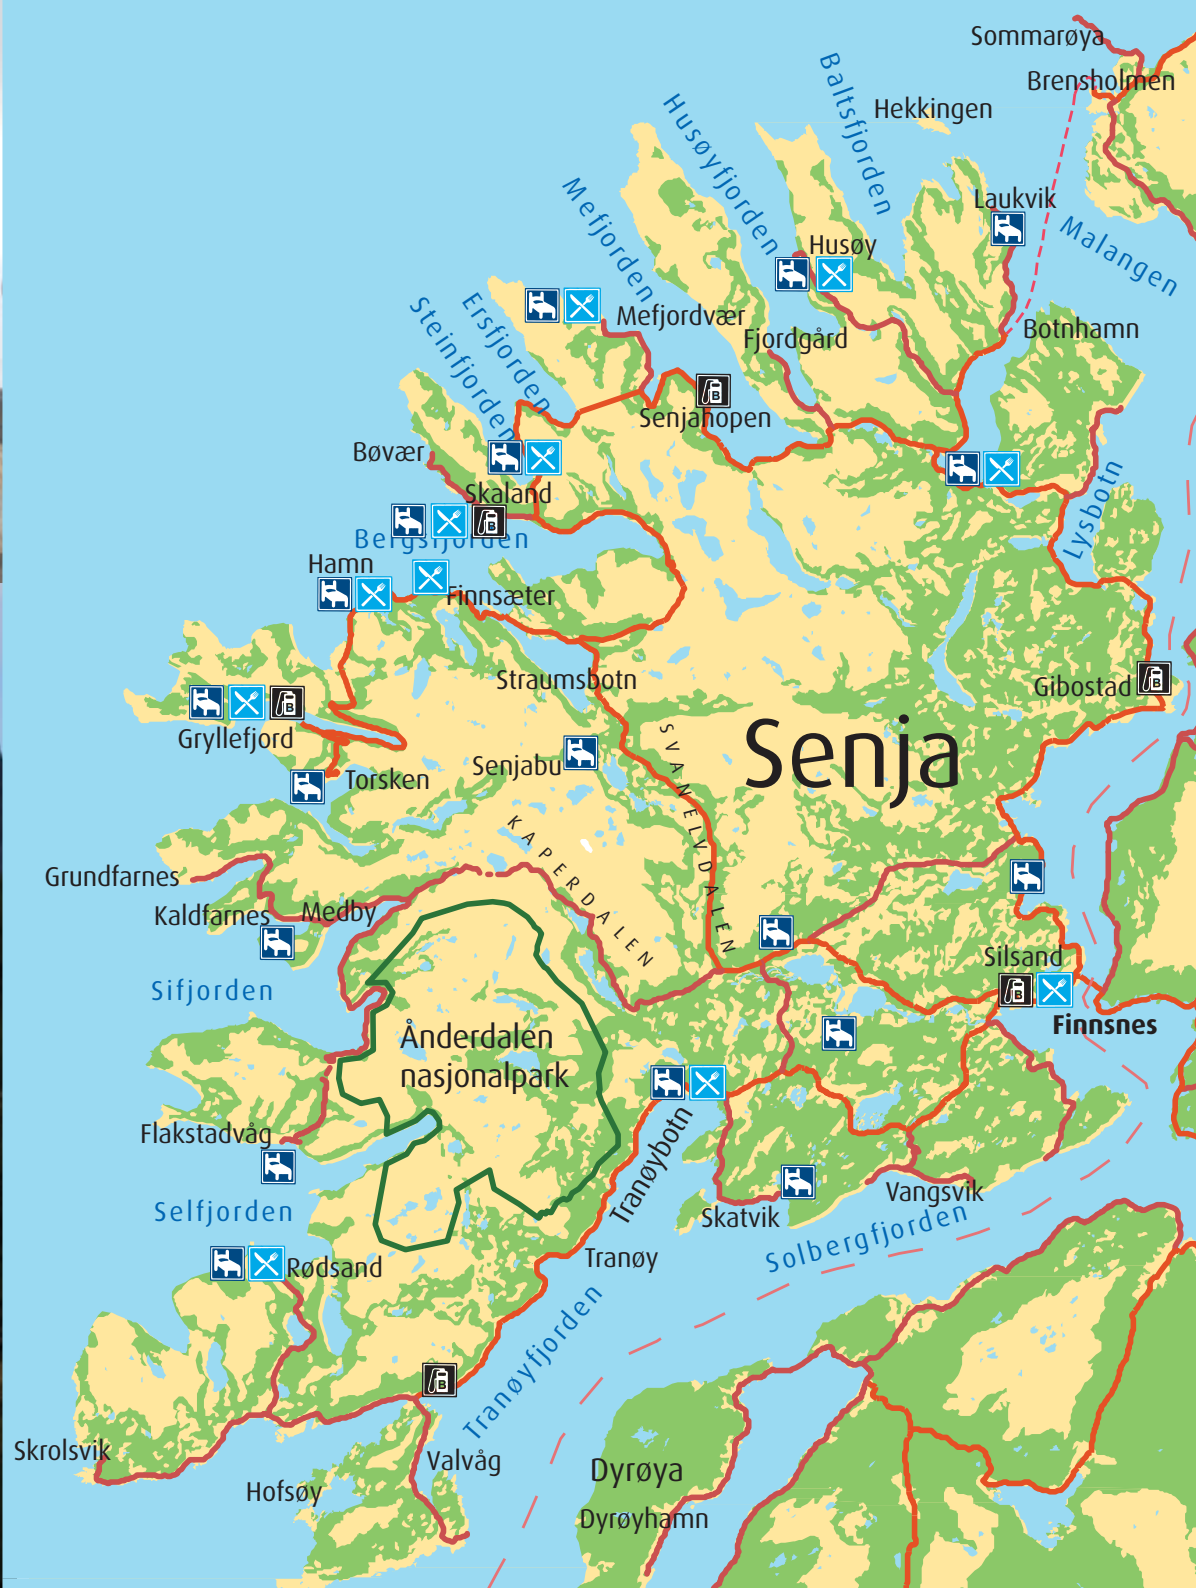 Sommarøya
Brensholmen
Baltsfjorden
Hekkingen
Husøyfjorden
Mefjorden
Laukvik
Malangen
Husøy
Ersfjorden
Steinfjorden
Mefjordvær
Fjordgård
Botnhamn
Senjahopen
Bøvær
Skaland
Lysbotn
Bergsfjorden
Hamn
Finnsæter
Straumsbotn
Gibostad
B
B
B
B
Gryllefjord
SVANELVDALEN
Senja
Senjabu
Torsken
KAPERDALEN
Grundfarnes
Kaldfarnes
Medby
Silsand
B
Sifjorden
Finnsnes
Ånderdalen
nasjonalpark
Flakstadvåg
Tranøybotn
Selfjorden
Skatvik
Vangsvik
Solbergfjorden
Tranøy
Rødsand
Tranøyfjorden
B
Skrolsvik
Valvåg
Hofsøy
Dyrøya
Dyrøyhamn